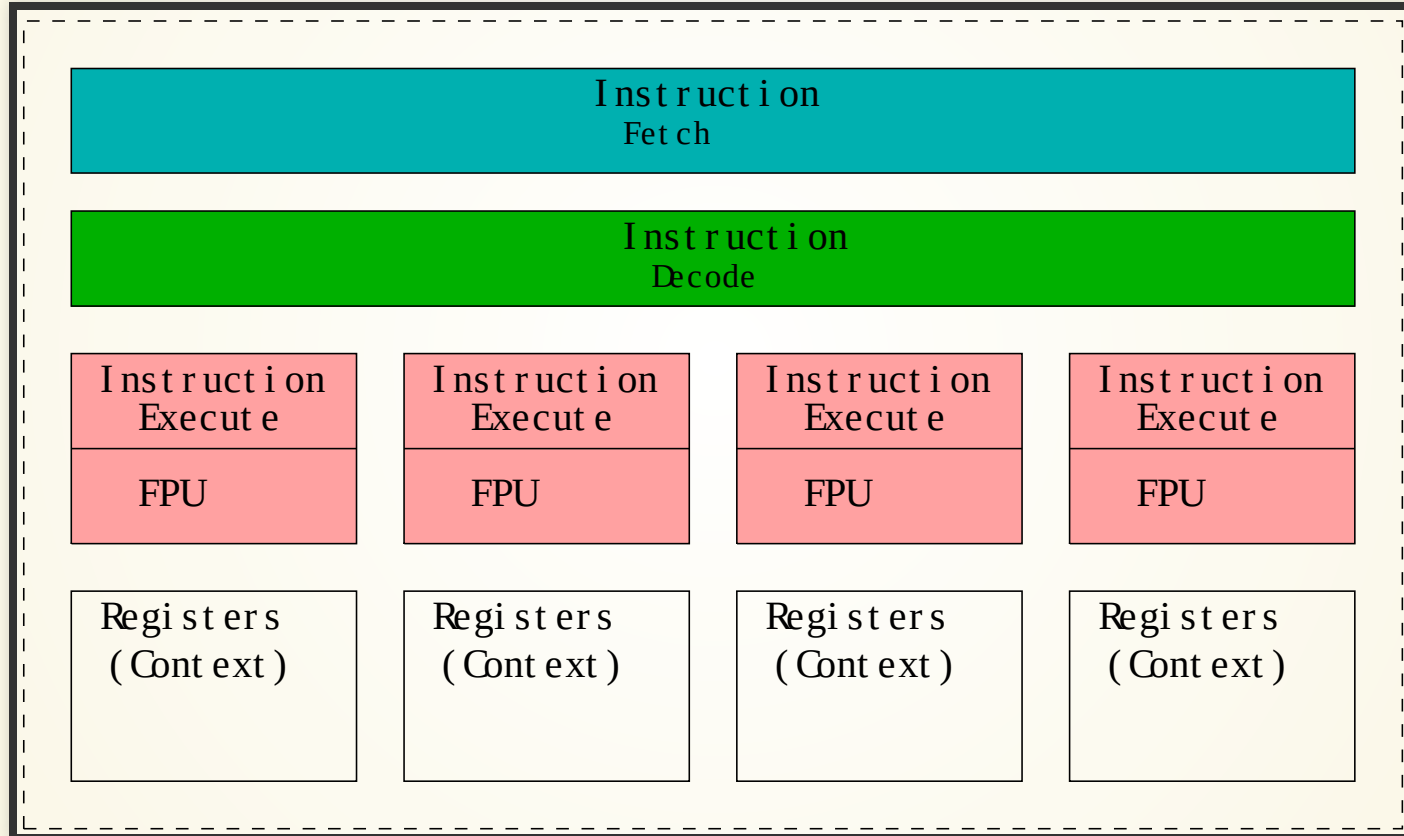 Instruction
Fetch
Instruction
Decode
Instruction
Execute
FPU
Instruction
Execute
FPU
Instruction
Execute
FPU
Instruction
Execute
FPU
Registers
(Context)
Registers
(Context)
Registers
(Context)
Registers
(Context)